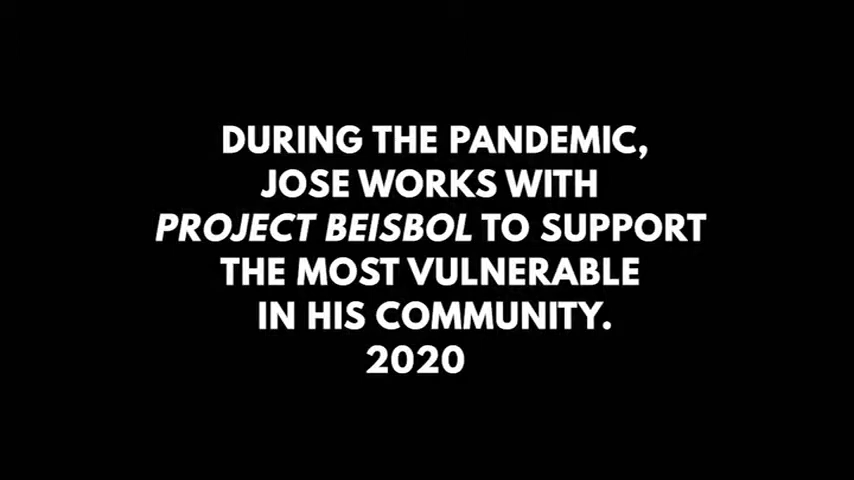 DURING THE PANDEMIC,
JOSE WORKS WITH
PROJECT BEISBOL TO SUPPORT
THE MOST VULNERABLE
IN HIS COMMUNITY.
2020